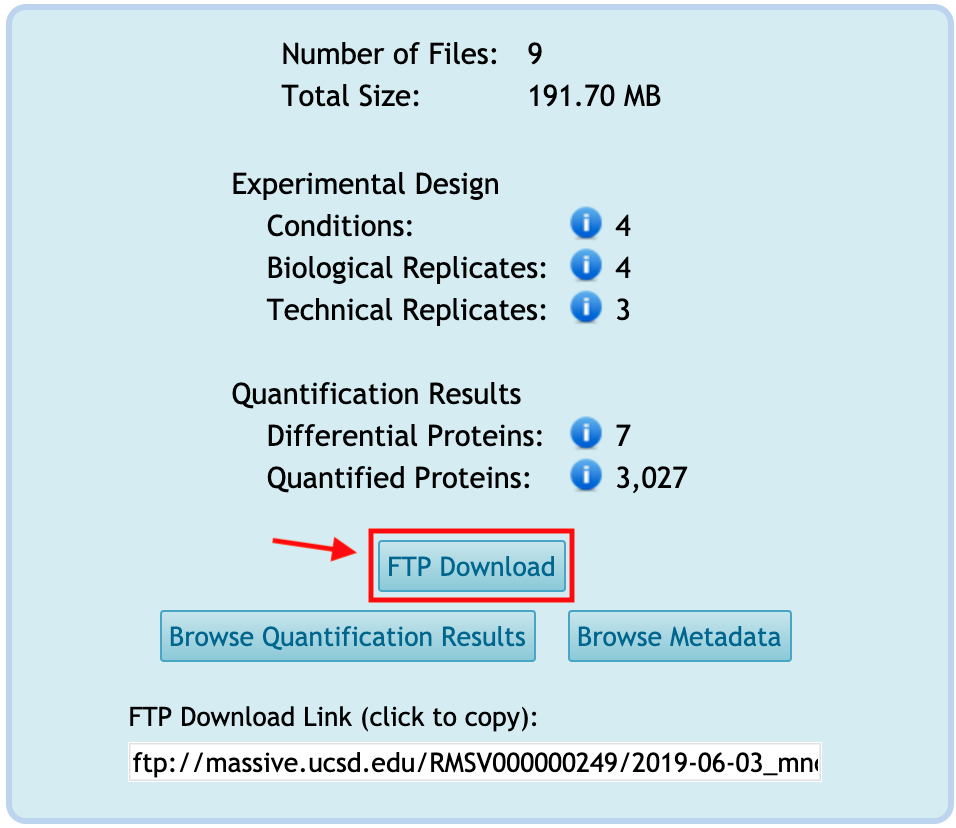 Number of Files: 9
Total Size: 191.70 MB
Experimental Design
Conditions: i 4
Biological Replicates: i 4
Technical Replicates: i 3
Quantification Results
Differential Proteins: i 7
Quantified Proteins: i 3,027
FTP Download
Browse Quantification Results Browse Metadata
FTP Download Link (click to copy):
ftp://massive.ucsd.edu/RMSV000000249/2019-06-03_mn